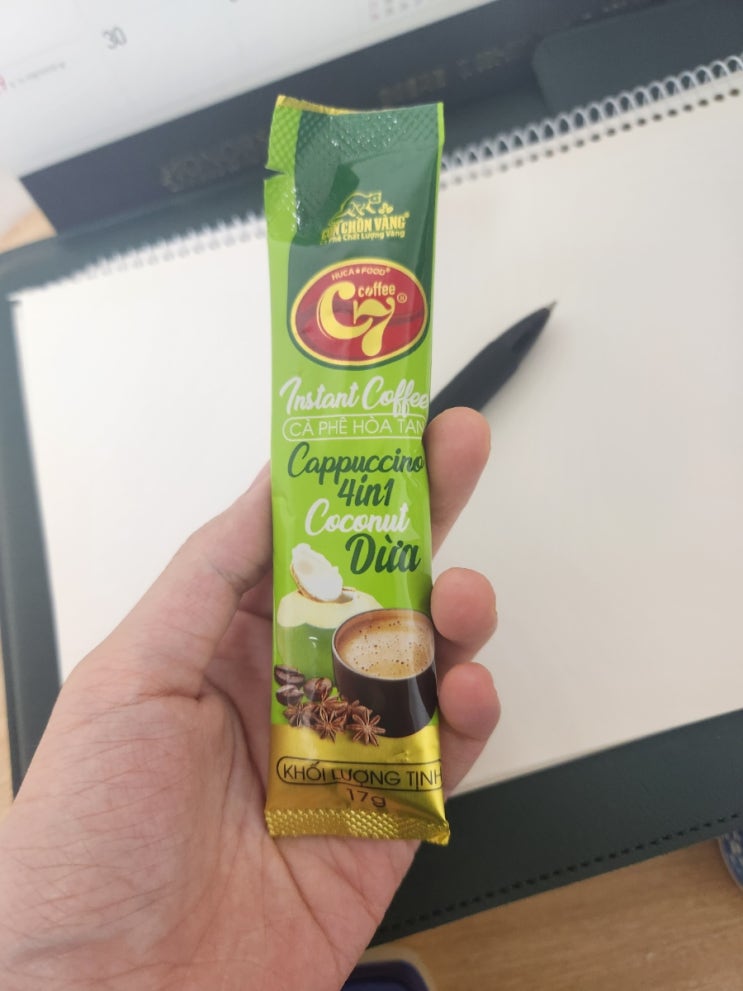 30
CHỒN VÀNG®
Chất Lượng Vàng
HUCA ★ FOOD®
coffee
C7®
Instant Coffee
CÀ PHÊ HÒA TAN
Cappuccino
4in1
Coconut
Dừa
KHỐI LƯỢNG TỊNH
17g